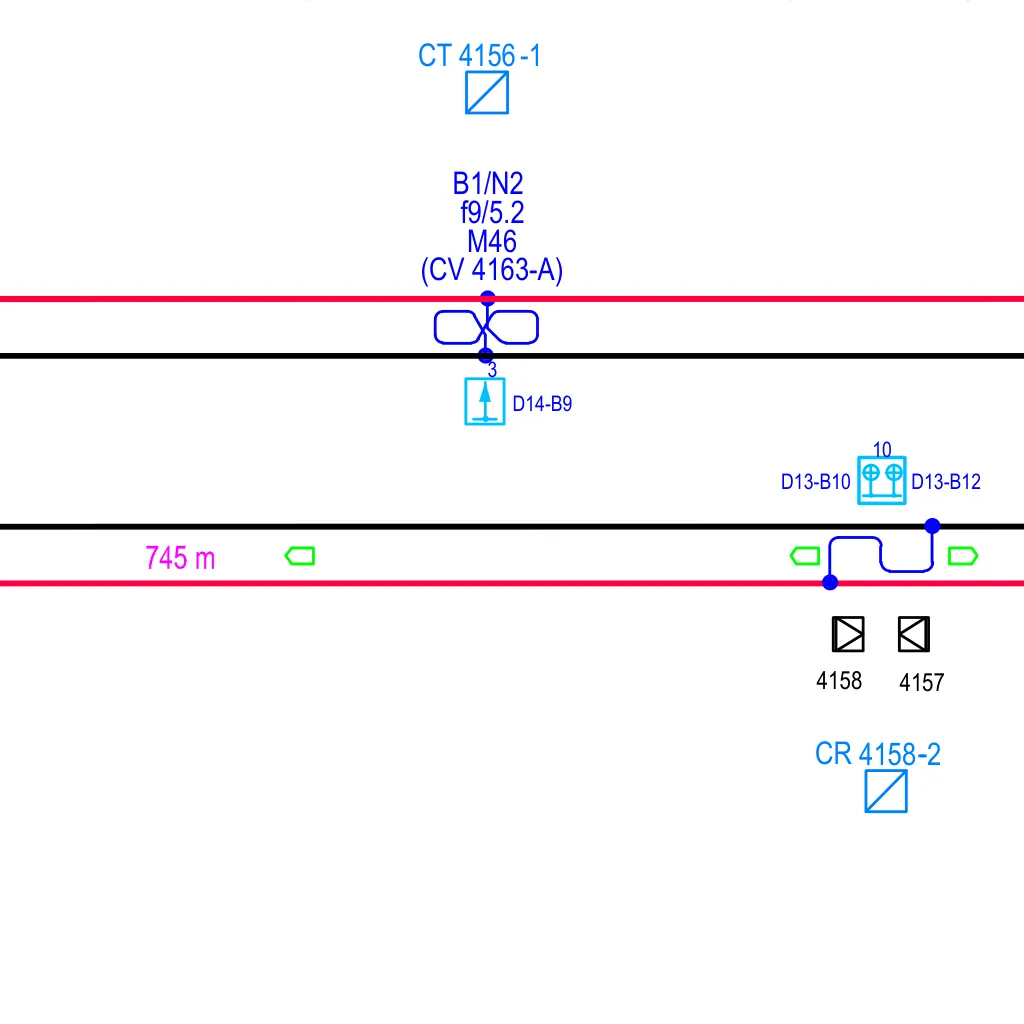 CT 4156-1
B1/N2
f9/5.2
M46
(CV 4163-A)
3
D14-B9
10
D13-B10
D13-B12
745 m
4158
4157
CR 4158-2